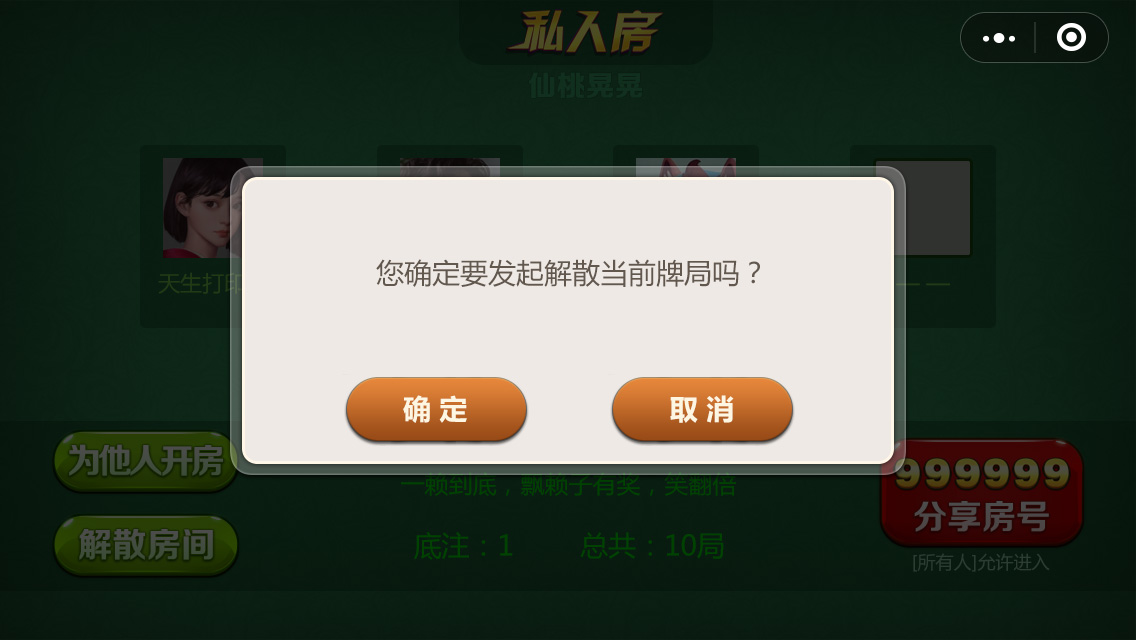 私人房
仙桃晃晃
天生打印
— —
您确定要发起解散当前牌局吗？
确定
取消
为他人开房
解散房间
一赖到底，飘赖子有奖，笑翻倍
底注：1
总共：10局
999999
分享房号
[所有人]允许进入